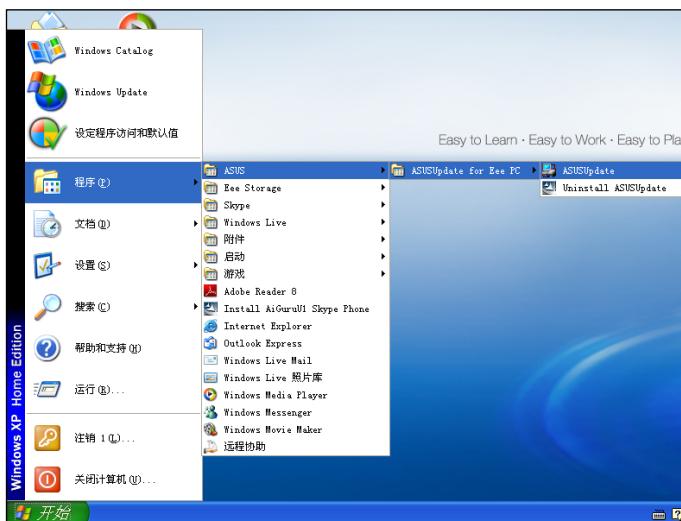 Windows Catalog
Windows Update
设定程序访问和默认值
Easy to Learn · Easy to Work · Easy to Pla
程序(P)
ASUS
ASUSUpdate for Eee PC
ASUSUpdate
Eee Storage
Uninstall ASUSUpdate
Skype
文档(D)
Windows Live
附件
启动
设置(S)
游戏
Adobe Reader 8
搜索(C)
Install AiGuruU1 Skype Phone
Internet Explorer
帮助和支持(H)
Outlook Express
Windows Live Mail
Windows Live 照片库
运行(R)...
Windows Media Player
Windows Messenger
Windows Movie Maker
注销 1(L)...
远程协助
关闭计算机(U)...
Windows XP Home Edition
开始